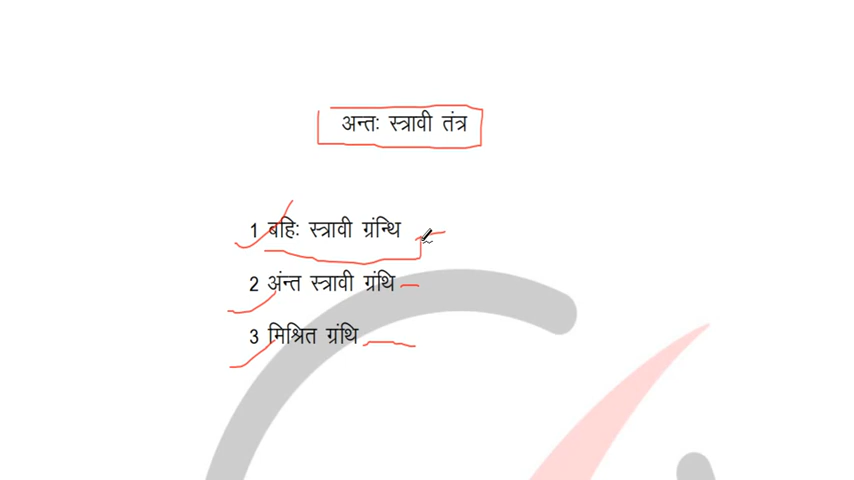 अन्तः स्त्रावी तंत्र
1 बहिः स्त्रावी ग्रंन्थि
2 अंन्त स्त्रावी ग्रंथि
3 मिश्रित ग्रंथि